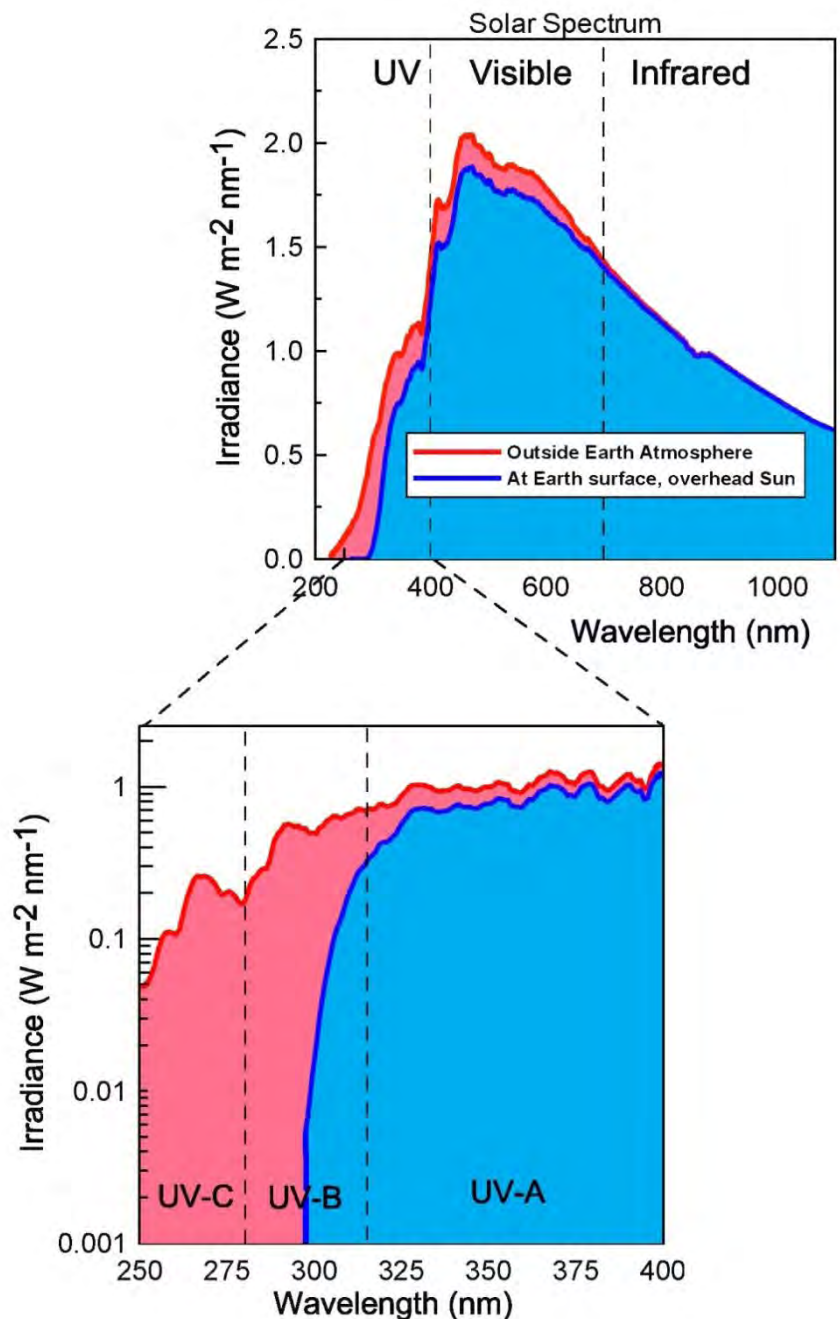 Solar Spectrum
2.5
UV Visible Infrared
2.0
1.5
1.0
0.5
0.0
Irradiance (W m-2 nm-1)
Outside Earth Atmosphere
At Earth surface, overhead Sun
200 400 600 800 1000
Wavelength (nm)
1
0.1
0.01
0.001
Irradiance (W m-2 nm-1)
UV-C UV-B UV-A
250 275 300 325 350 375 400
Wavelength (nm)